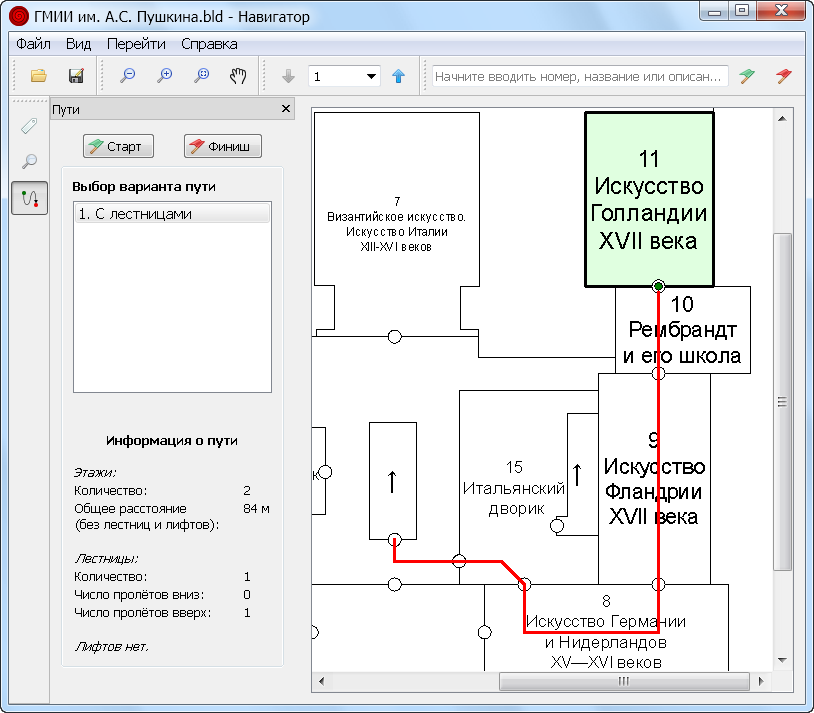 ГМИИ им. А.С. Пушкина.bld - Навигатор
Файл Вид Перейти Справка
1
Начните вводить номер, название или описан...
Пути
Старт Финиш
Выбор варианта пути
1. С лестницами
Информация о пути
Этажи:
Количество: 2
Общее расстояние 84 м
(без лестниц и лифтов):
Лестницы:
Количество: 1
Число пролётов вниз: 0
Число пролётов вверх: 1
Лифтов нет.
7
Византийское искусство.
Искусство Италии
XIII-XVI веков
11
Искусство
Голландии
XVII века
10
Рембрандт
и его школа
9
Искусство
Фландрии
XVII века
15
Итальянский
дворик
8
Искусство Германии
и Нидерландов
XV—XVI веков